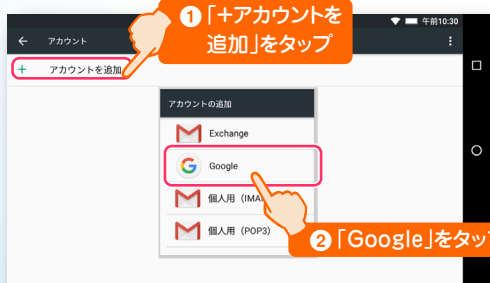 ❶「+アカウントを
追加」をタップ
午前10:30
← アカウント
+ アカウントを追加
アカウントの追加
Exchange
Google
個人用（IMA
個人用（POP3）
❷「Google」をタッ